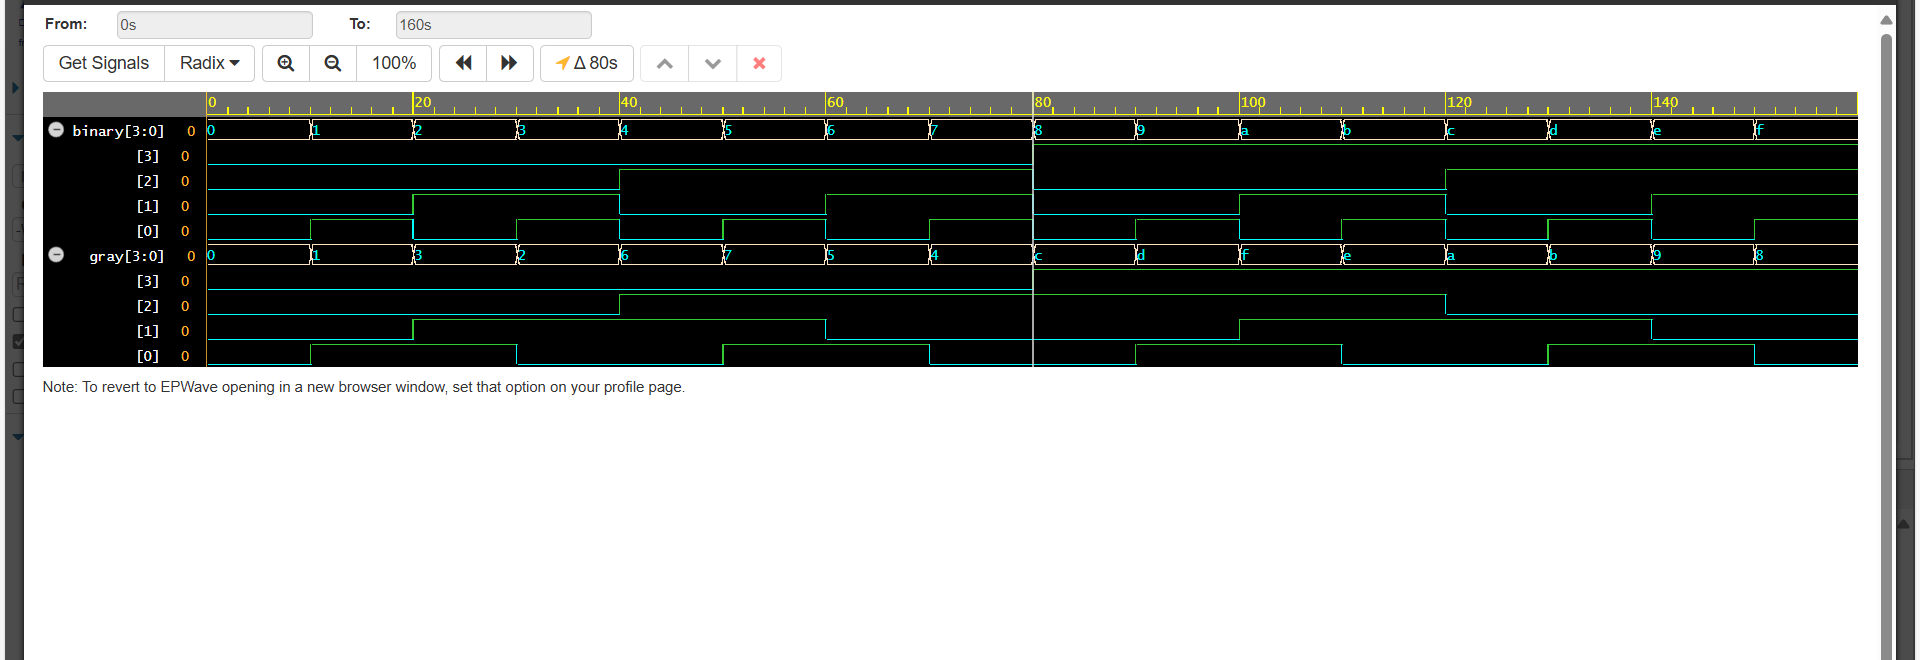 From: 0s To: 160s
Get Signals Radix 100% Δ 80s
0 20 40 60 80 100 120 140
binary[3:0] 0 0 1 2 3 4 5 6 7 8 9 a b c d e f
[3] 0
[2] 0
[1] 0
[0] 0
gray[3:0] 0 0 1 3 2 6 7 5 4 c d f e a b 9 8
[3] 0
[2] 0
[1] 0
[0] 0
Note: To revert to EPWave opening in a new browser window, set that option on your profile page.